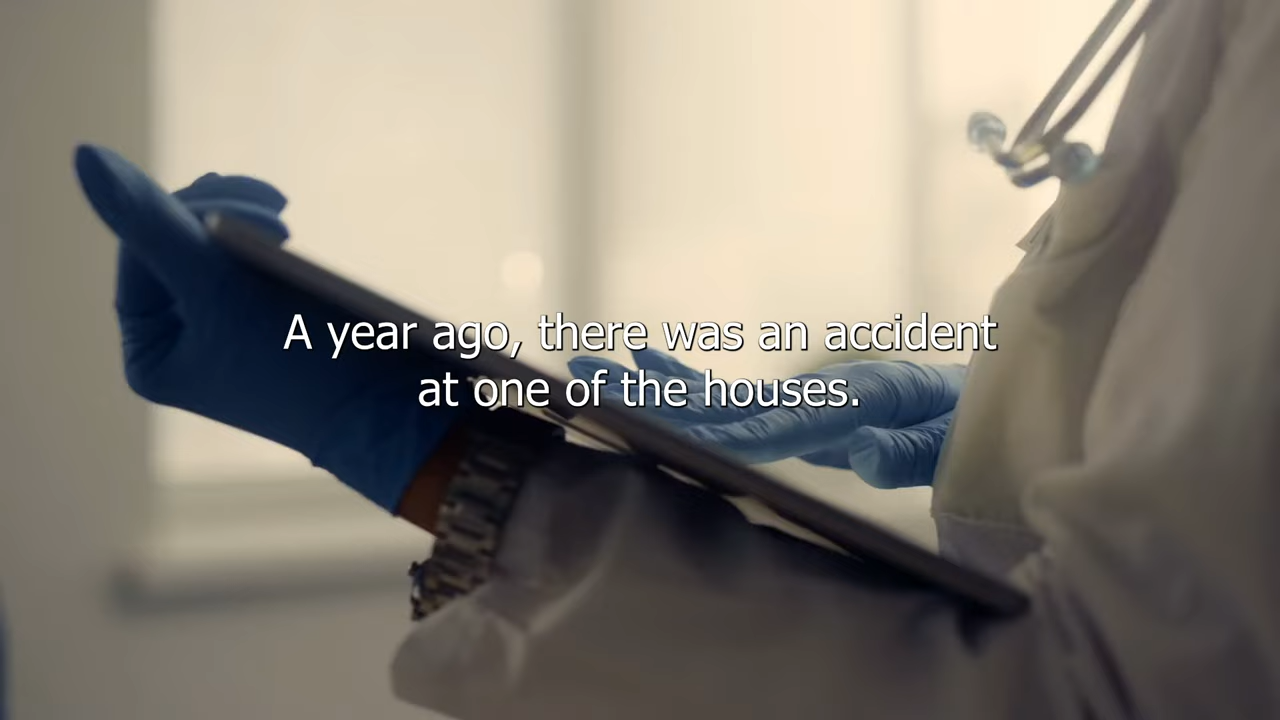 A year ago, there was an accident
at one of the houses.